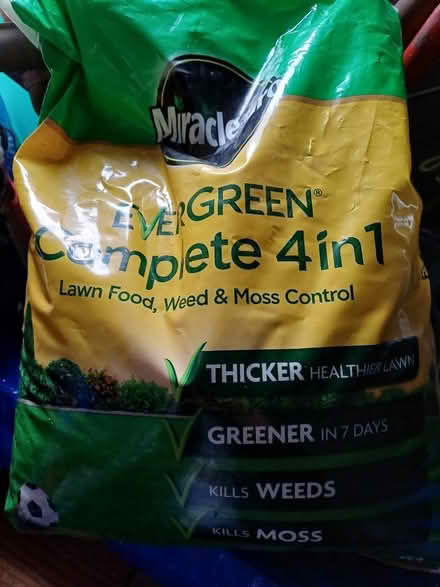 Miracle
EVERGREEN®
Complete 4in1
Lawn Food, Weed & Moss Control
THICKER HEALTHIER LAWN
GREENER IN 7 DAYS
KILLS WEEDS
KILLS MOSS